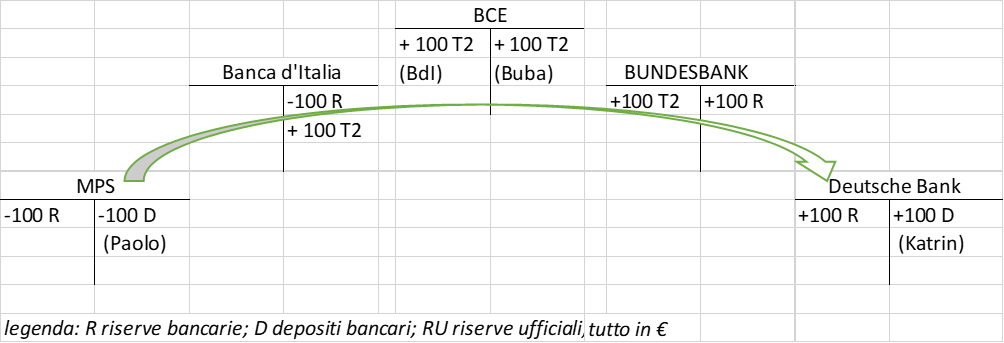 BCE
+ 100 T2 + 100 T2
(BdI) (Buba)
Banca d'Italia
-100 R
+ 100 T2
BUNDESBANK
+100 T2 +100 R
MPS
-100 R -100 D
(Paolo)
Deutsche Bank
+100 R +100 D
(Katrin)
legenda: R riserve bancarie; D depositi bancari; RU riserve ufficiali, tutto in €